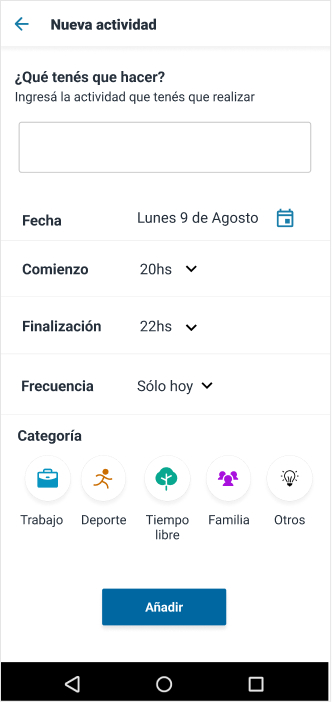 Nueva actividad
¿Qué tenés que hacer?
Ingresá la actividad que tenés que realizar
Fecha Lunes 9 de Agosto
Comienzo 20hs
Finalización 22hs
Frecuencia Sólo hoy
Categoría
Trabajo Deporte Tiempo libre Familia Otros
Añadir